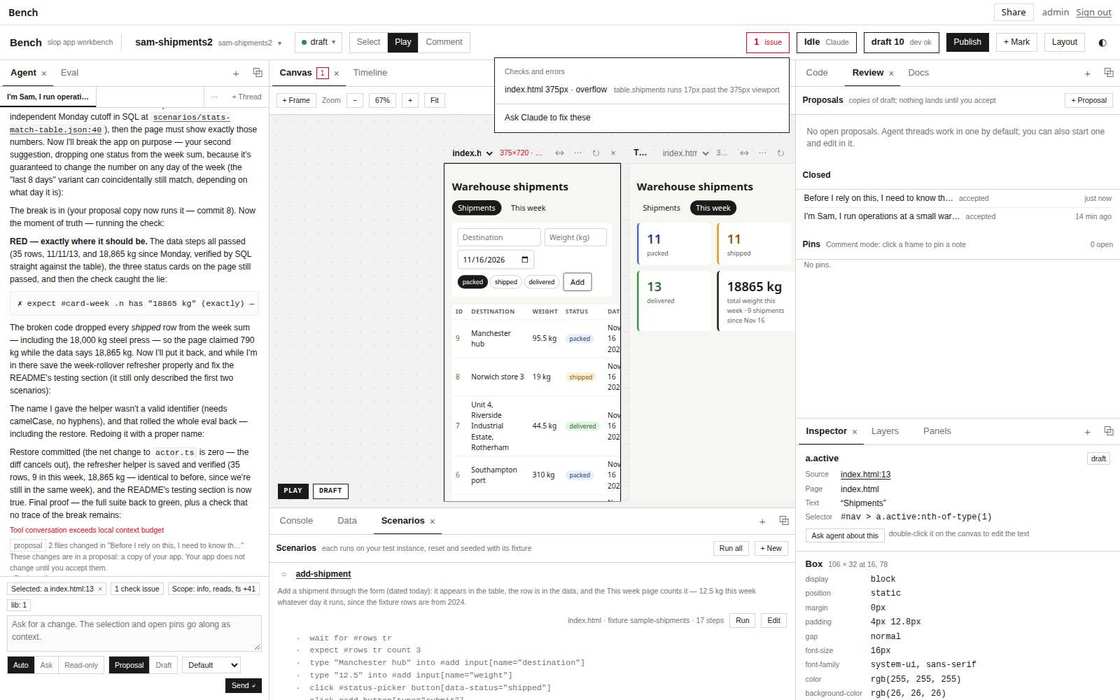 Bench
Share admin Sign out
Bench slop app workbench sam-shipments2 sam-shipments2 draft Select Play Comment 1 issue Idle Claude draft 10 dev ok Publish + Mark Layout
Agent Eval
I'm Sam, I run operati… + Thread
independent Monday cutoff in SQL at scenarios/stats-
match-table.json:40 ), then the page must show exactly those
numbers. Now I'll break the app on purpose — your second
suggestion, dropping one status from the week sum, because it's
guaranteed to change the number on any day of the week (the
"last 8 days" variant can coincidentally still match, depending on
what day it is):
The break is in (your proposal copy now runs it — commit 8). Now
the moment of truth — running the check:
RED — exactly where it should be. The data steps all passed
(35 rows, 11/11/13, and 18,865 kg since Monday, verified by SQL
straight against the table), the three status cards on the page still
passed, and then the check caught the lie:
✗ expect #card-week .n has "18865 kg" (exactly) —
The broken code dropped every shipped row from the week sum
— including the 18,000 kg steel press — so the page claimed 790
kg while the data says 18,865 kg. Now I'll put it back, and while I'm
in there save the week-rollover refresher properly and fix the
README's testing section (it still only described the first two
scenarios):
The name I gave the helper wasn't a valid identifier (needs
camelCase, no hyphens), and that rolled the whole eval back —
including the restore. Redoing it with a proper name:
Restore committed (the net change to actor.ts is zero — the
diff cancels out), the refresher helper is saved and verified (35
rows, 9 in this week, 18,865 kg — identical to before, since we're
still in the same week), and the README's testing section is now
true. Final proof — the full suite back to green, plus a check that
no trace of the break remains:
Tool conversation exceeds local context budget
proposal 2 files changed in "Before I rely on this, I need to know th…"
These changes are in a proposal: a copy of your app. Your app does not
change until you accept them.
Selected: a index.html:13 × 1 check issue Scope: info, reads, fs +41
lib: 1
Ask for a change. The selection and open pins go along as
context.
Auto Ask Read-only Proposal Draft Default
Send
Canvas 1 × Timeline
+ Frame Zoom − 67% + Fit
Checks and errors
index.html 375px · overflow table.shipments runs 17px past the 375px viewport
Ask Claude to fix these
index.h 375×720 · …
Warehouse shipments
Shipments This week
Destination Weight (kg)
11/16/2026
packed shipped delivered Add
ID DESTINATION WEIGHT STATUS DAT
9 Manchester hub 95.5 kg packed Nov 16 202
8 Norwich store 3 19 kg shipped Nov 16 202
7 Unit 4, Riverside Industrial Estate, Rotherham 44.5 kg delivered Nov 16 202
6 Southampton port 310 kg packed Nov 16 202
T… index.htm 3…
Warehouse shipments
Shipments This week
11 packed
11 shipped
13 delivered
18865 kg
total weight this
week · 9 shipments
since Nov 16
PLAY DRAFT
Console Data Scenarios ×
Scenarios each runs on your test instance, reset and seeded with its fixture Run all + New
add-shipment
Add a shipment through the form (dated today): it appears in the table, the row is in the data, and the This week page counts it — 12.5 kg this week
whatever day it runs, since the fixture rows are from 2024.
index.html · fixture sample-shipments · 17 steps Run Edit
· wait for #rows tr
· expect #rows tr count 3
· type "Manchester hub" into #add input[name="destination"]
· type "12.5" into #add input[name="weight"]
· click #status-picker button[data-status="shipped"]
Code Review × Docs
Proposals copies of draft; nothing lands until you accept + Proposal
No open proposals. Agent threads work in one by default; you can also start one
and edit in it.
Closed
Before I rely on this, I need to know th… accepted just now
I'm Sam, I run operations at a small war… accepted 14 min ago
Pins Comment mode: click a frame to pin a note 0 open
No pins.
Inspector × Layers Panels
a.active draft
Source index.html:13
Page index.html
Text “Shipments”
Selector #nav > a.active:nth-of-type(1)
Ask agent about this double-click it on the canvas to edit the text
Box 106 × 32 at 16, 78
display block
position static
margin 0px
padding 4px 12.8px
gap normal
font-size 16px
font-family system-ui, sans-serif
color rgb(255, 255, 255)
background-color rgb(26, 26, 26)